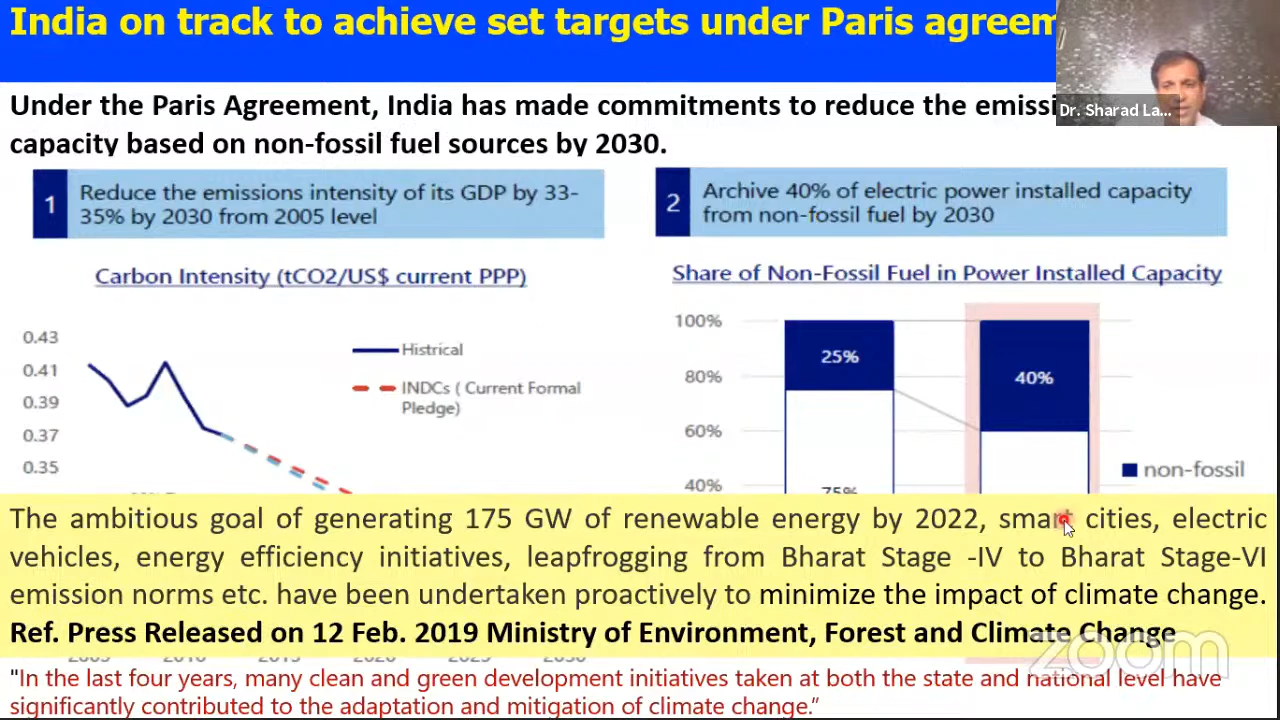 India on track to achieve set targets under Paris agreem
Under the Paris Agreement, India has made commitments to reduce the emissi
capacity based on non-fossil fuel sources by 2030.
Dr. Sharad La...
1
Reduce the emissions intensity of its GDP by 33-
35% by 2030 from 2005 level
2
Archive 40% of electric power installed capacity
from non-fossil fuel by 2030
Carbon Intensity (tCO2/US$ current PPP)
0.43
0.41
0.39
0.37
0.35
Histrical
INDCs ( Current Formal
Pledge)
Share of Non-Fossil Fuel in Power Installed Capacity
100%
80%
60%
40%
25%
40%
75%
non-fossil
The ambitious goal of generating 175 GW of renewable energy by 2022, smart cities, electric
vehicles, energy efficiency initiatives, leapfrogging from Bharat Stage -IV to Bharat Stage-VI
emission norms etc. have been undertaken proactively to minimize the impact of climate change.
Ref. Press Released on 12 Feb. 2019 Ministry of Environment, Forest and Climate Change
2005 2010 2015 2020 2025 2030
zoom
"In the last four years, many clean and green development initiatives taken at both the state and national level have
significantly contributed to the adaptation and mitigation of climate change.”